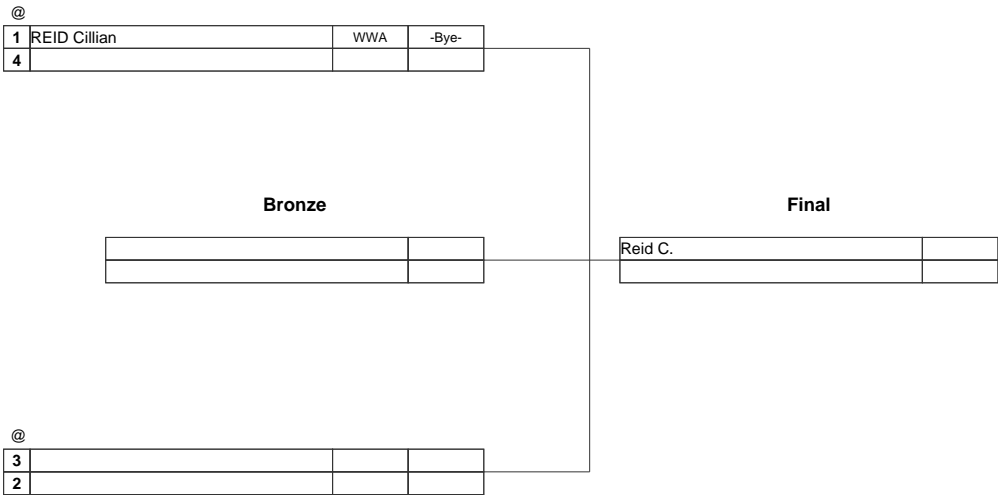 @
1 REID Cillian WWA -Bye-
4
Bronze
Final
Reid C.
@
3
2